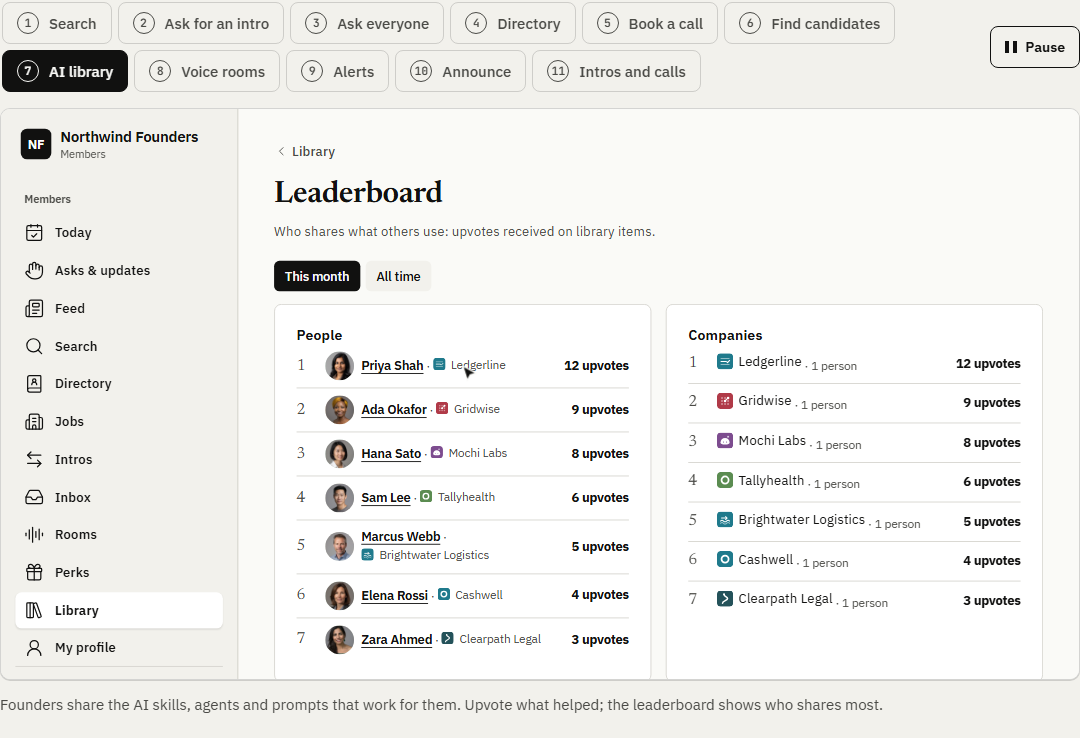 1 Search
2 Ask for an intro
3 Ask everyone
4 Directory
5 Book a call
6 Find candidates
7 AI library
8 Voice rooms
9 Alerts
10 Announce
11 Intros and calls
Pause
NF Northwind Founders
Members
Members
Today
Asks & updates
Feed
Search
Directory
Jobs
Intros
Inbox
Rooms
Perks
Library
My profile
Library
Leaderboard
Who shares what others use: upvotes received on library items.
This month
All time
People
1 Priya Shah · Ledgerline 12 upvotes
2 Ada Okafor · Gridwise 9 upvotes
3 Hana Sato · Mochi Labs 8 upvotes
4 Sam Lee · Tallyhealth 6 upvotes
5 Marcus Webb ·
Brightwater Logistics 5 upvotes
6 Elena Rossi · Cashwell 4 upvotes
7 Zara Ahmed · Clearpath Legal 3 upvotes
Companies
1 Ledgerline · 1 person 12 upvotes
2 Gridwise · 1 person 9 upvotes
3 Mochi Labs · 1 person 8 upvotes
4 Tallyhealth · 1 person 6 upvotes
5 Brightwater Logistics · 1 person 5 upvotes
6 Cashwell · 1 person 4 upvotes
7 Clearpath Legal · 1 person 3 upvotes
Founders share the AI skills, agents and prompts that work for them. Upvote what helped; the leaderboard shows who shares most.